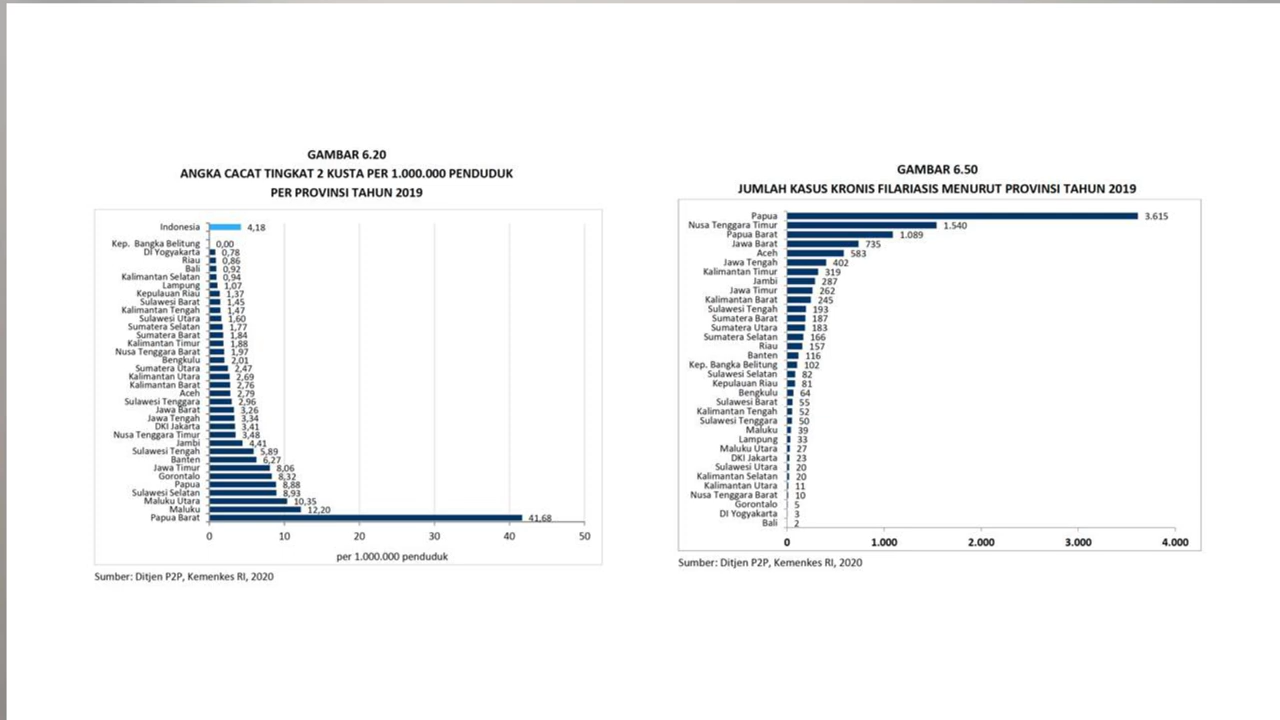 GAMBAR 6.20
ANGKA CACAT TINGKAT 2 KUSTA PER 1.000.000 PENDUDUK
PER PROVINSI TAHUN 2019
Indonesia 4,18
Kep. Bangka Belitung 0,00
DI Yogyakarta 0,78
Riau 0,86
Bali 0,92
Kalimantan Selatan 0,94
Lampung 1,07
Kepulauan Riau 1,37
Sulawesi Barat 1,45
Kalimantan Tengah 1,47
Sulawesi Utara 1,60
Sumatera Selatan 1,77
Sumatera Barat 1,84
Kalimantan Timur 1,88
Nusa Tenggara Barat 1,97
Bengkulu 2,01
Sumatera Utara 2,47
Kalimantan Utara 2,69
Kalimantan Barat 2,76
Aceh 2,79
Sulawesi Tenggara 2,96
Jawa Barat 3,26
Jawa Tengah 3,34
DKI Jakarta 3,41
Nusa Tenggara Timur 3,48
Jambi 4,41
Sulawesi Tengah 5,89
Banten 6,27
Jawa Timur 8,06
Gorontalo 8,32
Papua 8,88
Sulawesi Selatan 8,93
Maluku Utara 10,35
Maluku 12,20
Papua Barat 41,68
0 10 20 30 40 50
per 1.000.000 penduduk
Sumber: Ditjen P2P, Kemenkes RI, 2020
GAMBAR 6.50
JUMLAH KASUS KRONIS FILARIASIS MENURUT PROVINSI TAHUN 2019
Papua 3.615
Nusa Tenggara Timur 1.540
Papua Barat 1.089
Jawa Barat 735
Aceh 583
Jawa Tengah 402
Kalimantan Timur 319
Jambi 287
Jawa Timur 262
Kalimantan Barat 245
Sulawesi Tengah 193
Sumatera Barat 187
Sumatera Utara 183
Sumatera Selatan 166
Riau 157
Banten 116
Kep. Bangka Belitung 102
Sulawesi Selatan 82
Kepulauan Riau 81
Bengkulu 64
Sulawesi Barat 55
Kalimantan Tengah 52
Sulawesi Tenggara 50
Maluku 39
Lampung 33
Maluku Utara 27
DKI Jakarta 23
Sulawesi Utara 20
Kalimantan Selatan 20
Kalimantan Utara 11
Nusa Tenggara Barat 10
Gorontalo 5
DI Yogyakarta 3
Bali 2
0 1.000 2.000 3.000 4.000
Sumber: Ditjen P2P, Kemenkes RI, 2020